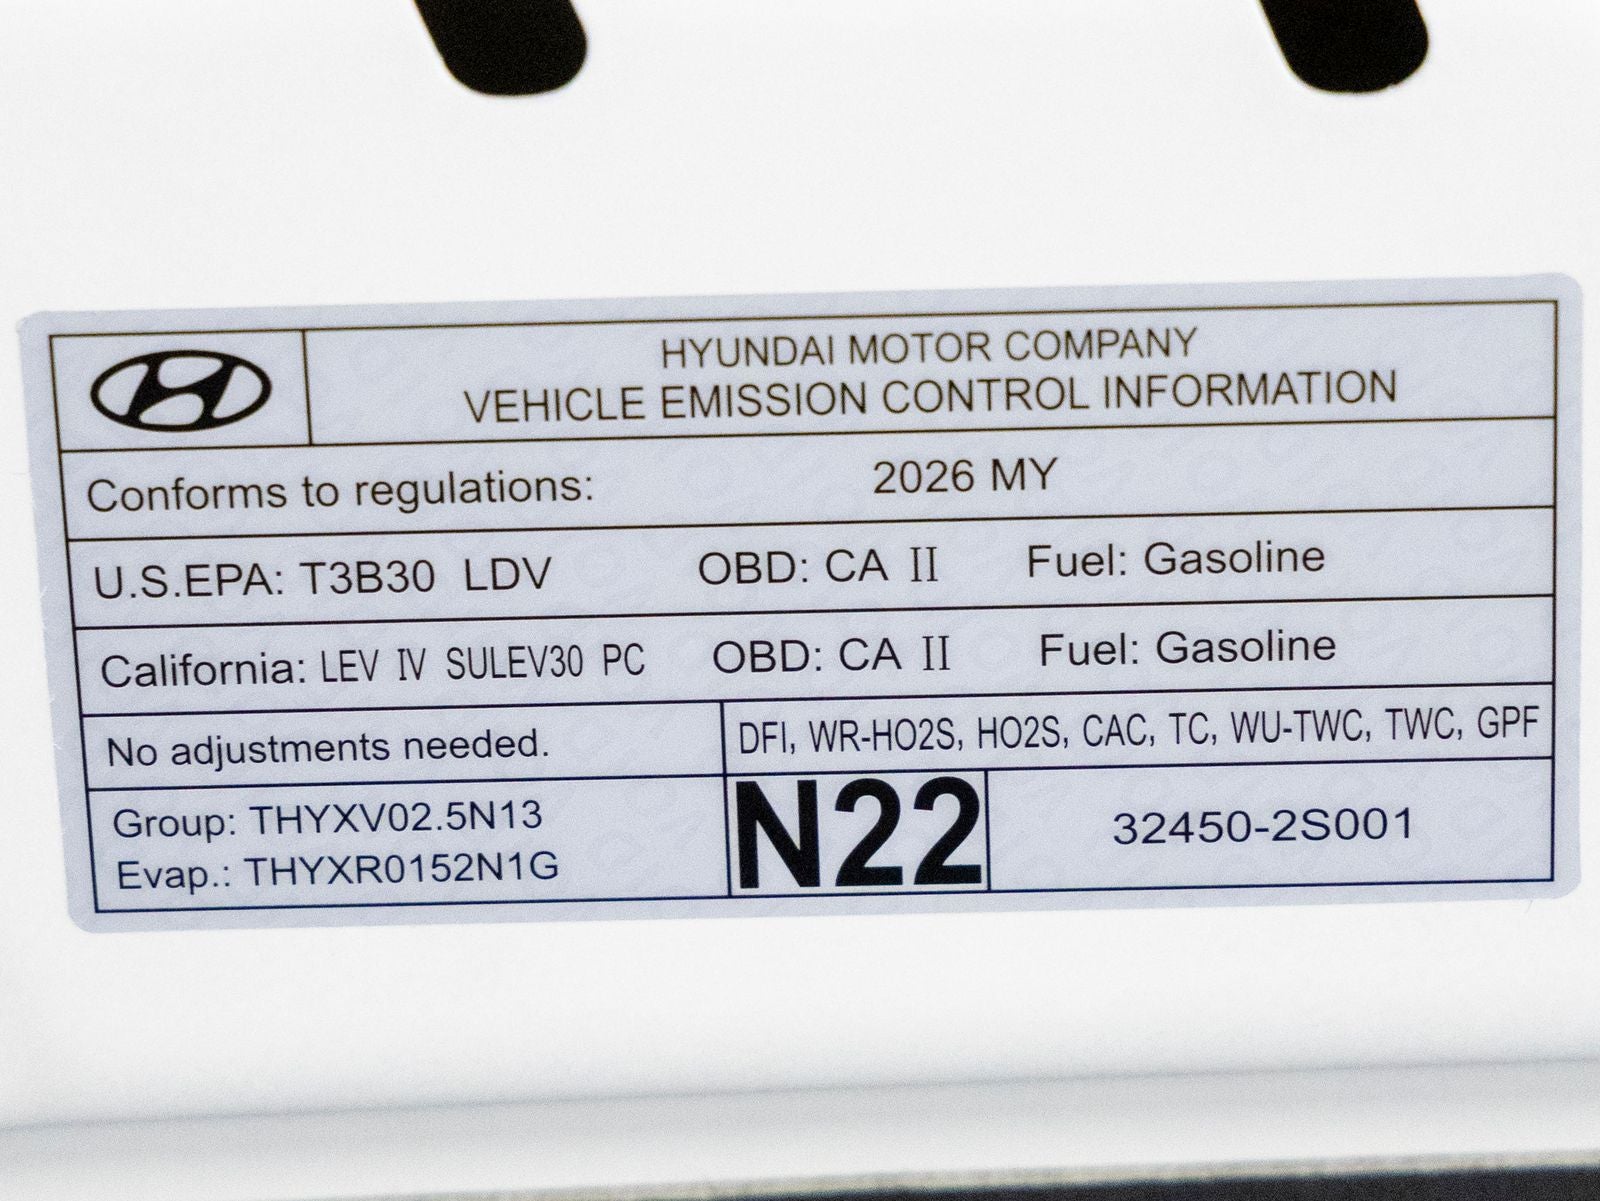 HYUNDAI MOTOR COMPANY
VEHICLE EMISSION CONTROL INFORMATION
Conforms to regulations: 2026 MY
U.S.EPA: T3B30 LDV OBD: CA II Fuel: Gasoline
California: LEV IV SULEV30 PC OBD: CA II Fuel: Gasoline
No adjustments needed.
DFI, WR-HO2S, HO2S, CAC, TC, WU-TWC, TWC, GPF
Group: THYXV02.5N13
Evap.: THYXR0152N1G
N22
32450-2S001